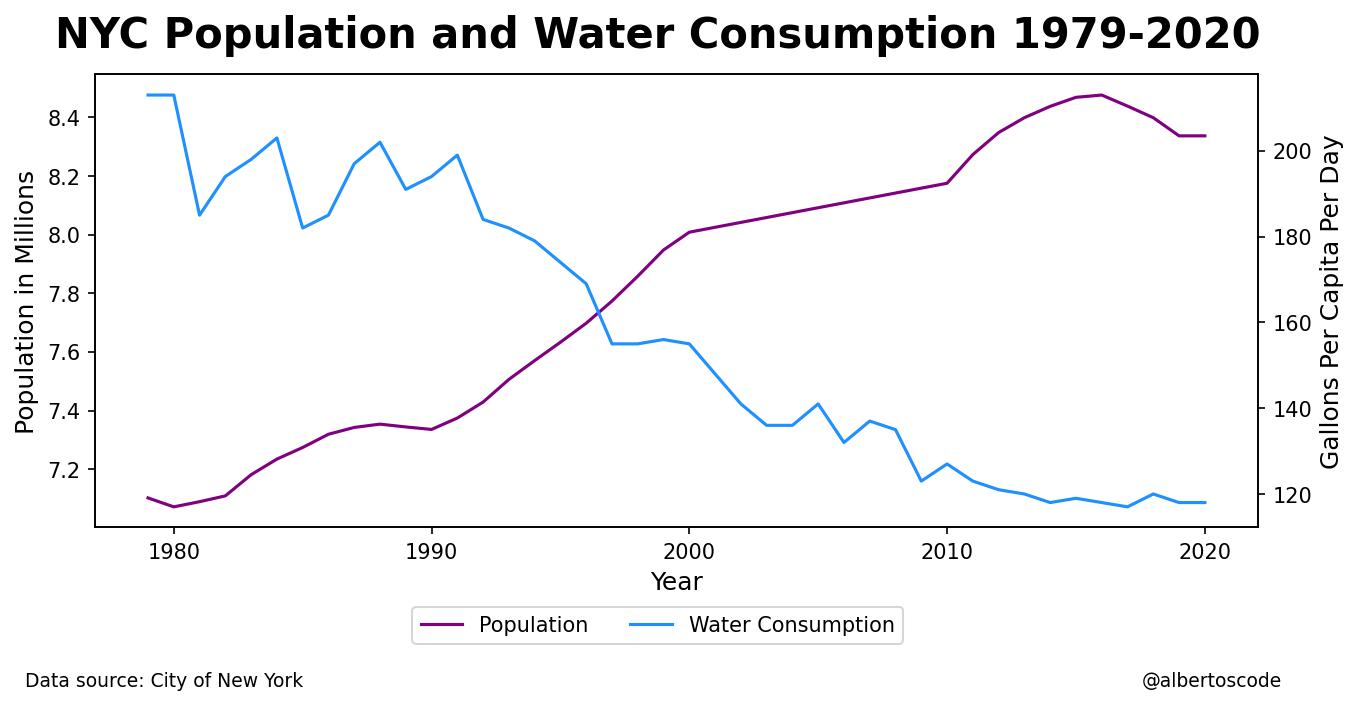 NYC Population and Water Consumption 1979-2020
8.4
8.2
8.0
7.8
7.6
7.4
7.2
Population in Millions
200
180
160
140
120
Gallons Per Capita Per Day
1980 1990 2000 2010 2020
Year
Population Water Consumption
Data source: City of New York @albertoscode